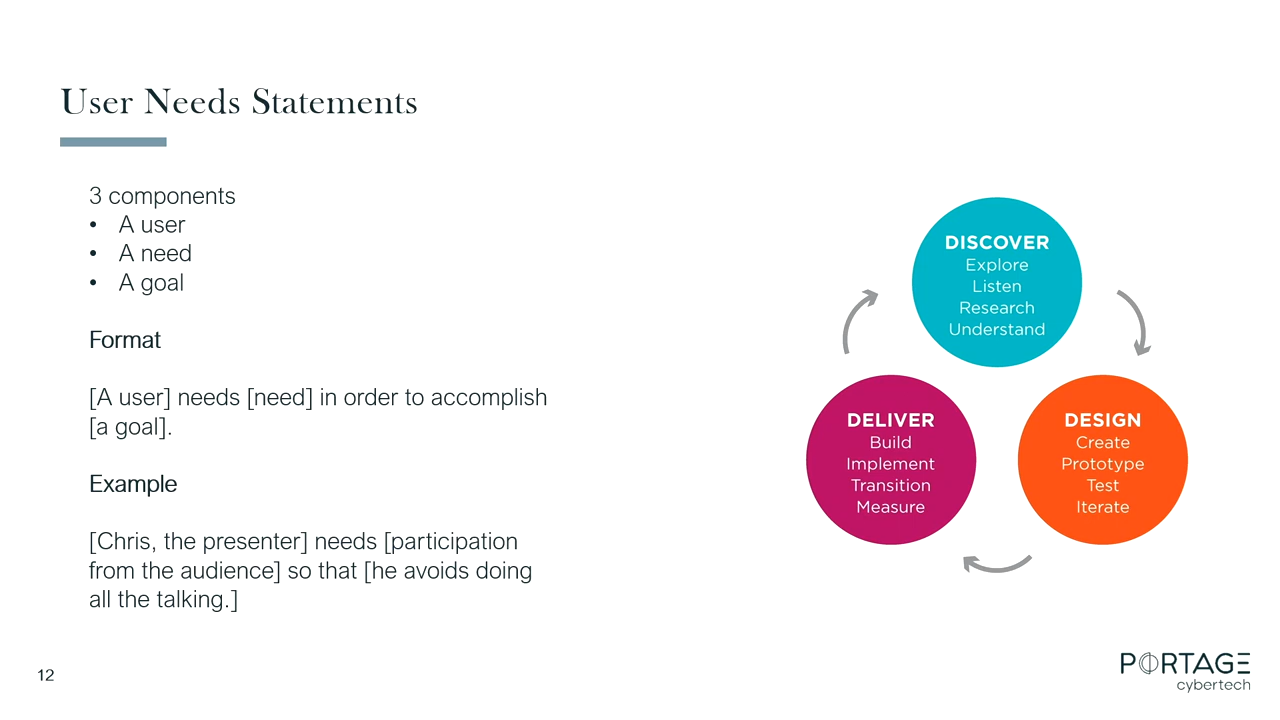 User Needs Statements
3 components
• A user
• A need
• A goal
Format
[A user] needs [need] in order to accomplish
[a goal].
Example
[Chris, the presenter] needs [participation
from the audience] so that [he avoids doing
all the talking.]
DISCOVER
Explore
Listen
Research
Understand
DELIVER
Build
Implement
Transition
Measure
DESIGN
Create
Prototype
Test
Iterate
12
PORTAGE
cybertech